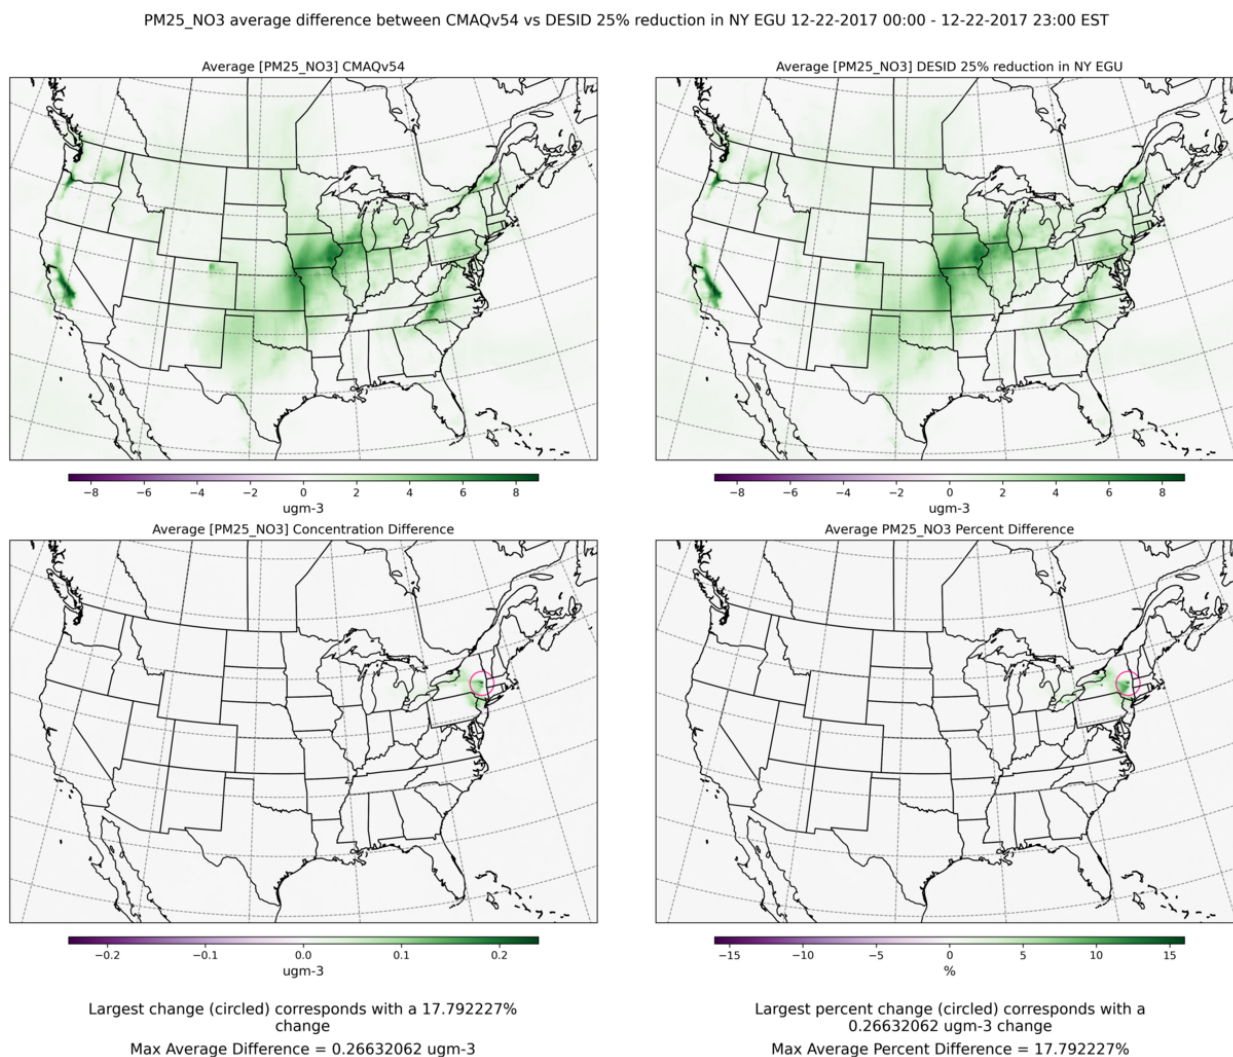 PM25_NO3 average difference between CMAQv54 vs DESID 25% reduction in NY EGU 12-22-2017 00:00 - 12-22-2017 23:00 EST
Average [PM25_NO3] CMAQv54
−8 −6 −4 −2 0 2 4 6 8
ugm-3
Average [PM25_NO3] DESID 25% reduction in NY EGU
−8 −6 −4 −2 0 2 4 6 8
ugm-3
Average [PM25_NO3] Concentration Difference
−0.2 −0.1 0.0 0.1 0.2
ugm-3
Largest change (circled) corresponds with a 17.792227%
change
Max Average Difference = 0.26632062 ugm-3
Average PM25_NO3 Percent Difference
−15 −10 −5 0 5 10 15
%
Largest percent change (circled) corresponds with a
0.26632062 ugm-3 change
Max Average Percent Difference = 17.792227%